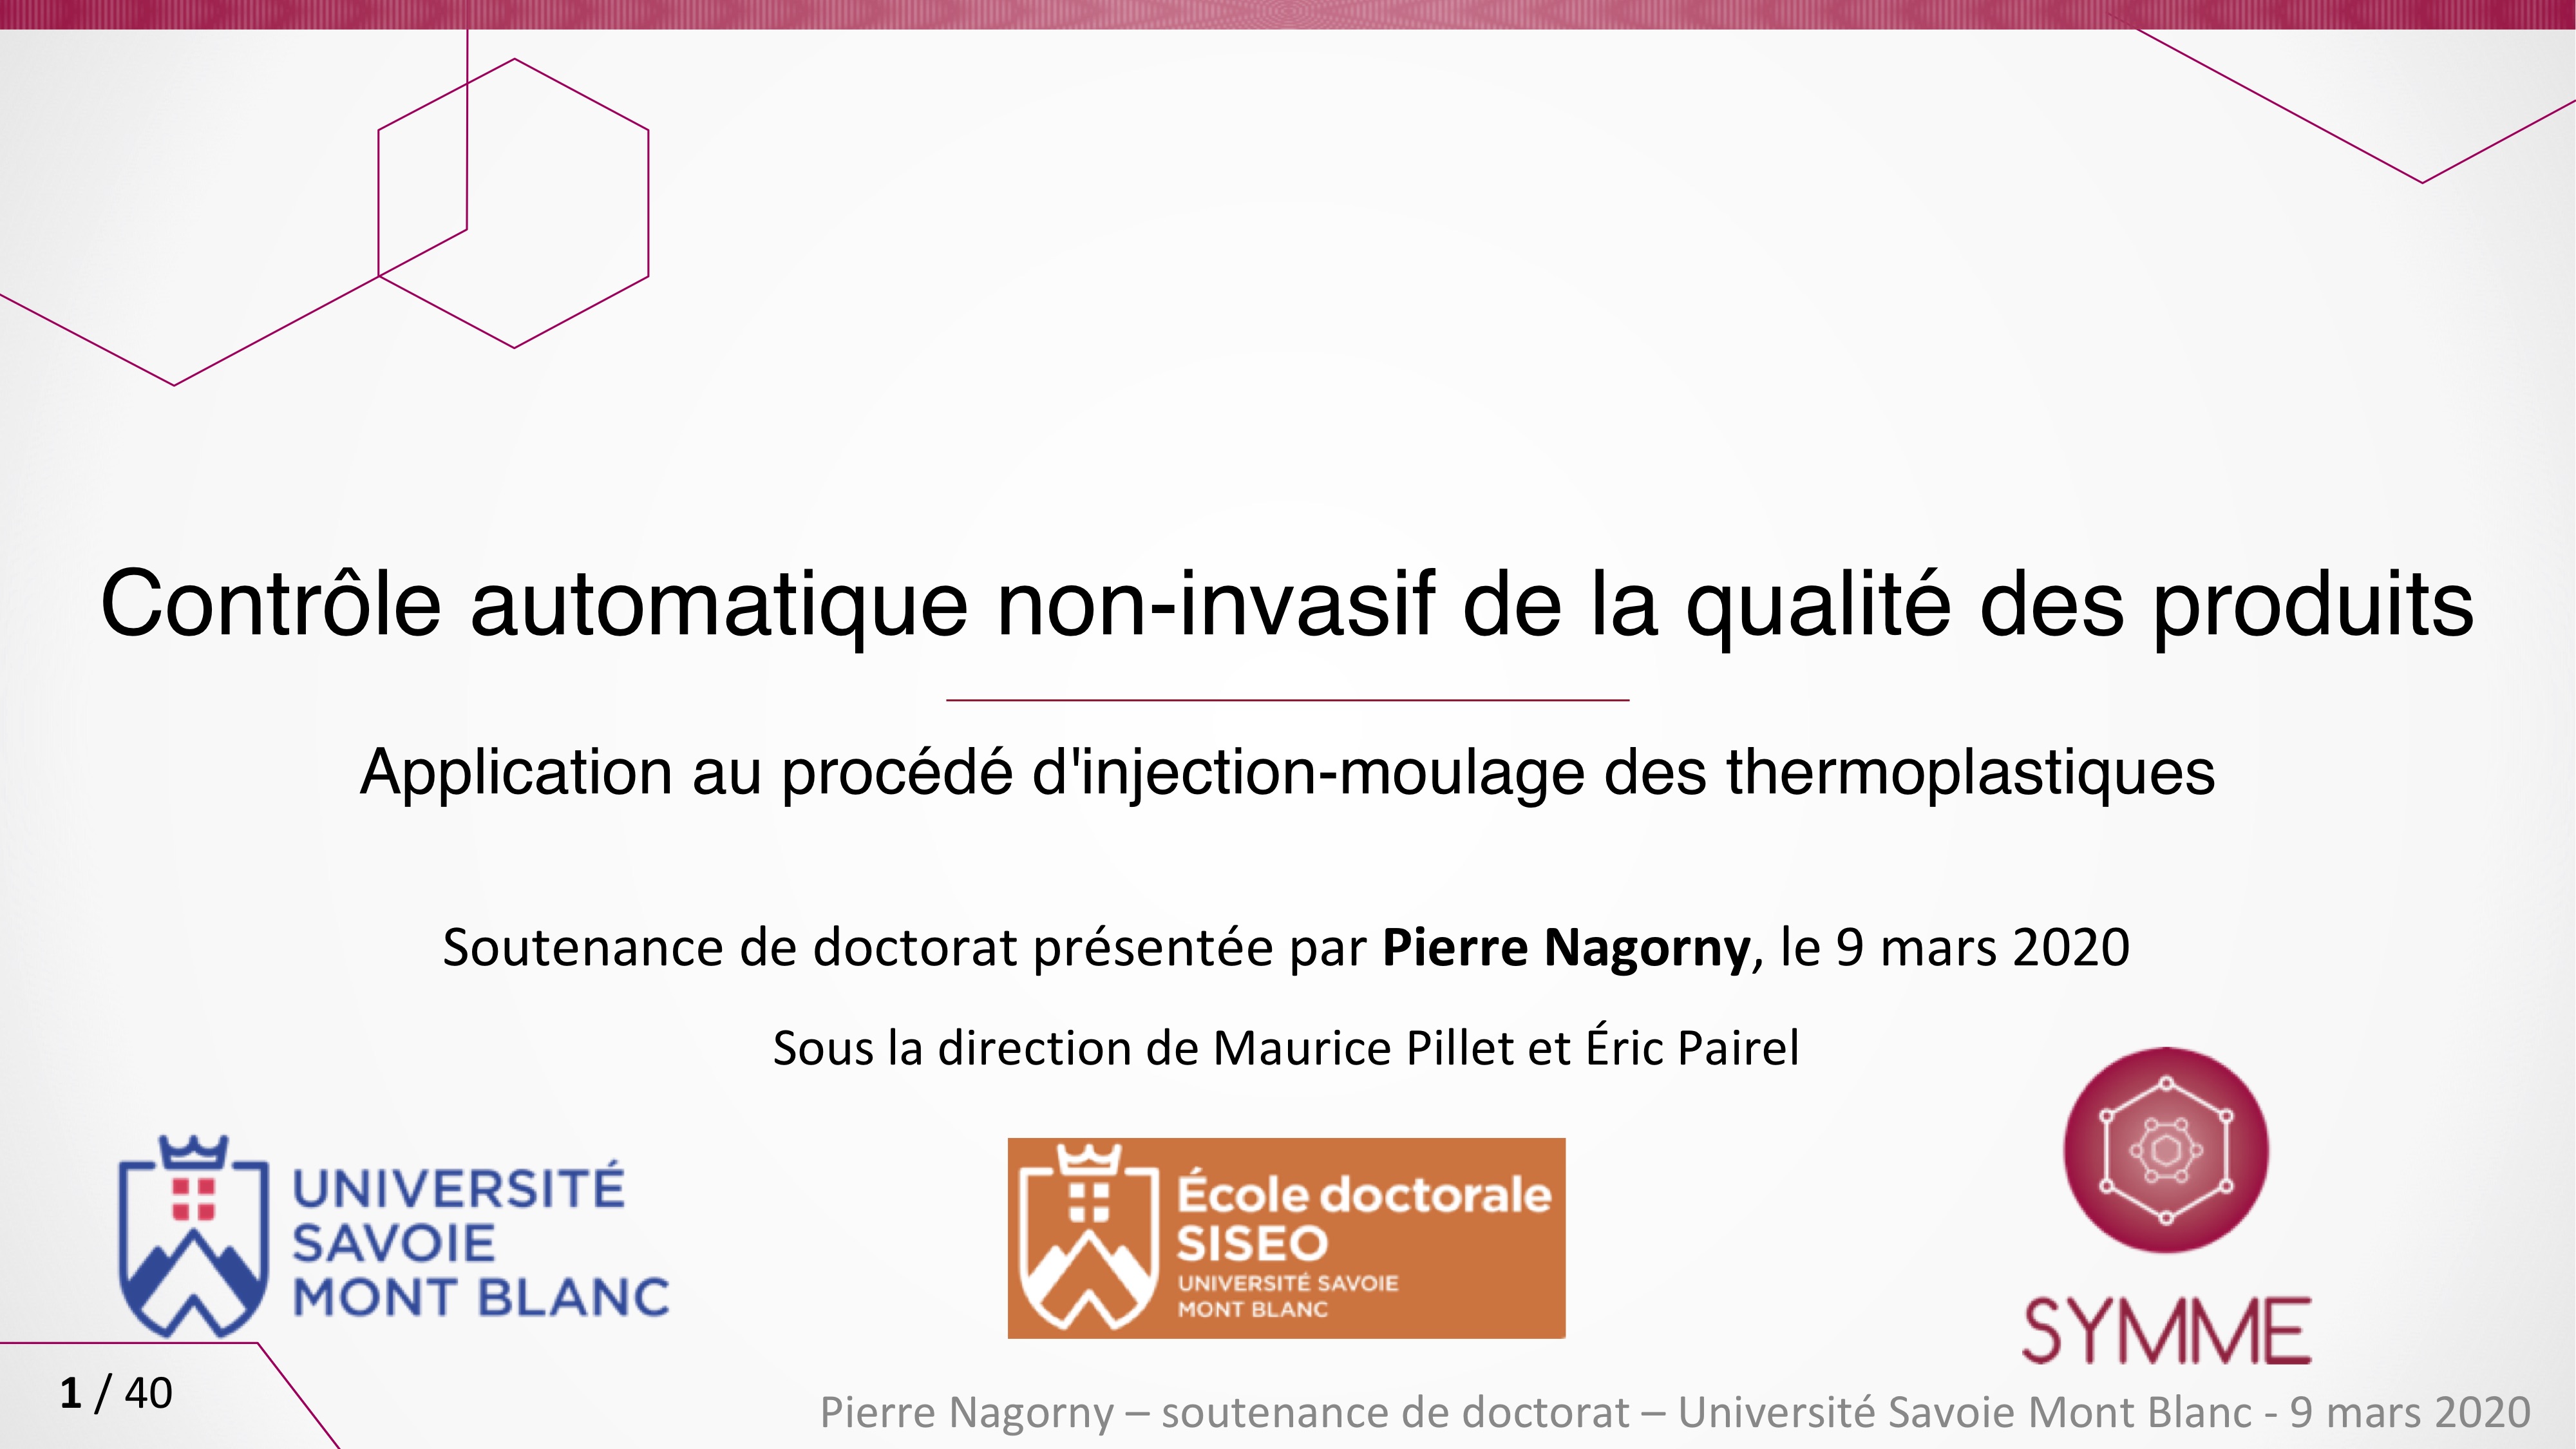 Contrôle automatique non-invasif de la qualité des produits
Application au procédé d'injection-moulage des thermoplastiques
Soutenance de doctorat présentée par Pierre Nagorny, le 9 mars 2020
Sous la direction de Maurice Pillet et Éric Pairel
UNIVERSITÉ
SAVOIE
MONT BLANC
École doctorale
SISEO
UNIVERSITÉ SAVOIE
MONT BLANC
SYMME
1 / 40
Pierre Nagorny – soutenance de doctorat – Université Savoie Mont Blanc - 9 mars 2020